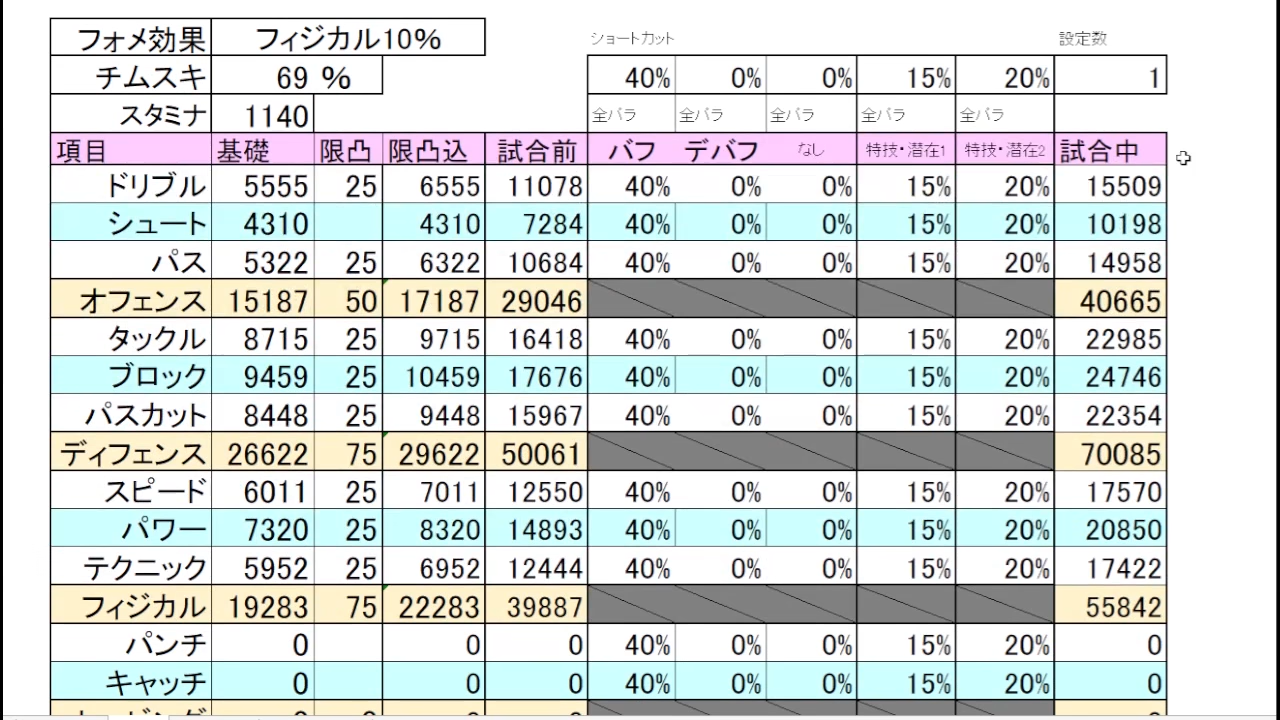 フォメ効果 フィジカル10% ショートカット 設定数
チムスキ 69 % 40% 0% 0% 15% 20% 1
スタミナ 1140 全パラ 全パラ 全パラ 全パラ 全パラ
項目 基礎 限凸 限凸込 試合前 バフ デバフ なし 特技・潜在1 特技・潜在2 試合中
ドリブル 5555 25 6555 11078 40% 0% 0% 15% 20% 15509
シュート 4310 4310 7284 40% 0% 0% 15% 20% 10198
パス 5322 25 6322 10684 40% 0% 0% 15% 20% 14958
オフェンス 15187 50 17187 29046 40665
タックル 8715 25 9715 16418 40% 0% 0% 15% 20% 22985
ブロック 9459 25 10459 17676 40% 0% 0% 15% 20% 24746
パスカット 8448 25 9448 15967 40% 0% 0% 15% 20% 22354
ディフェンス 26622 75 29622 50061 70085
スピード 6011 25 7011 12550 40% 0% 0% 15% 20% 17570
パワー 7320 25 8320 14893 40% 0% 0% 15% 20% 20850
テクニック 5952 25 6952 12444 40% 0% 0% 15% 20% 17422
フィジカル 19283 75 22283 39887 55842
パンチ 0 0 0 40% 0% 0% 15% 20% 0
キャッチ 0 0 0 40% 0% 0% 15% 20% 0